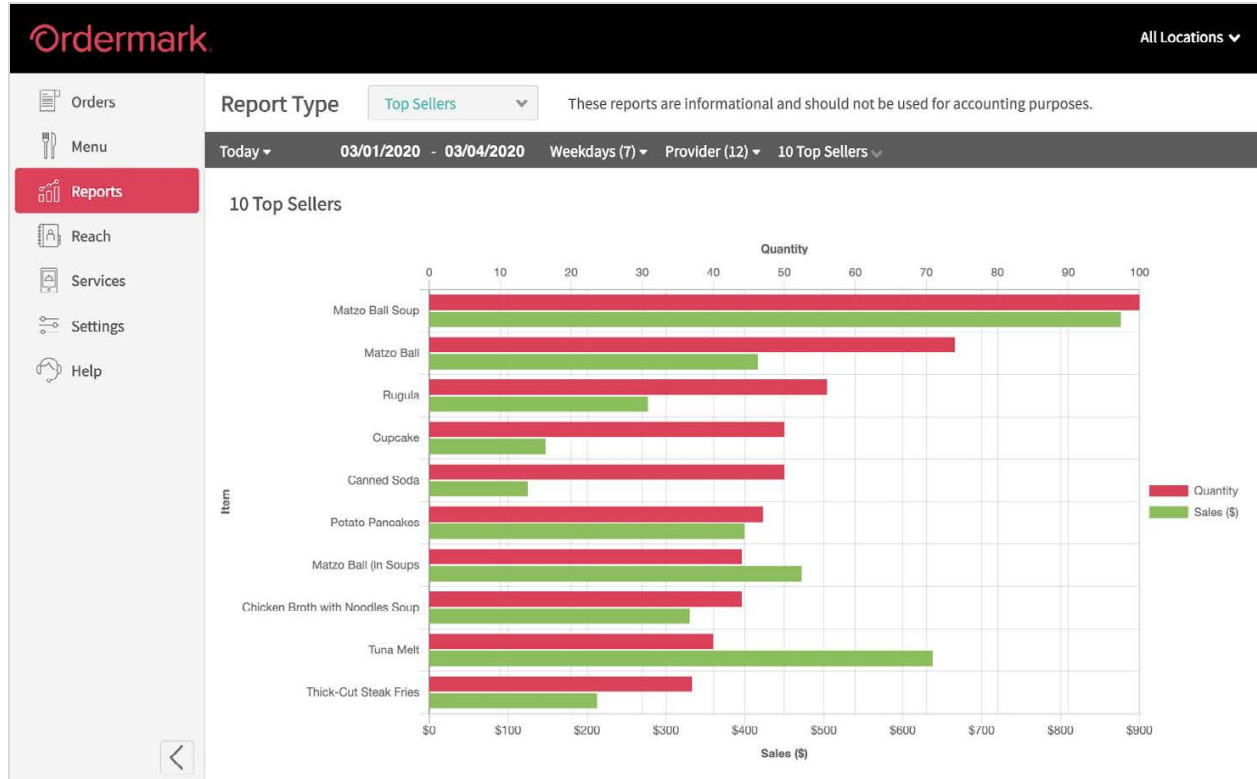 Ordermark
All Locations
Orders
Menu
Reports
Reach
Services
Settings
Help
Report Type
Top Sellers
These reports are informational and should not be used for accounting purposes.
Today 03/01/2020 - 03/04/2020 Weekdays (7) Provider (12) 10 Top Sellers
10 Top Sellers
Quantity
0 10 20 30 40 50 60 70 80 90 100
Item
Matzo Ball Soup
Matzo Ball
Rugula
Cupcake
Canned Soda
Potato Pancakes
Matzo Ball (in Soups
Chicken Broth with Noodles Soup
Tuna Melt
Thick-Cut Steak Fries
$0 $100 $200 $300 $400 $500 $600 $700 $800 $900
Sales ($)
Quantity
Sales ($)